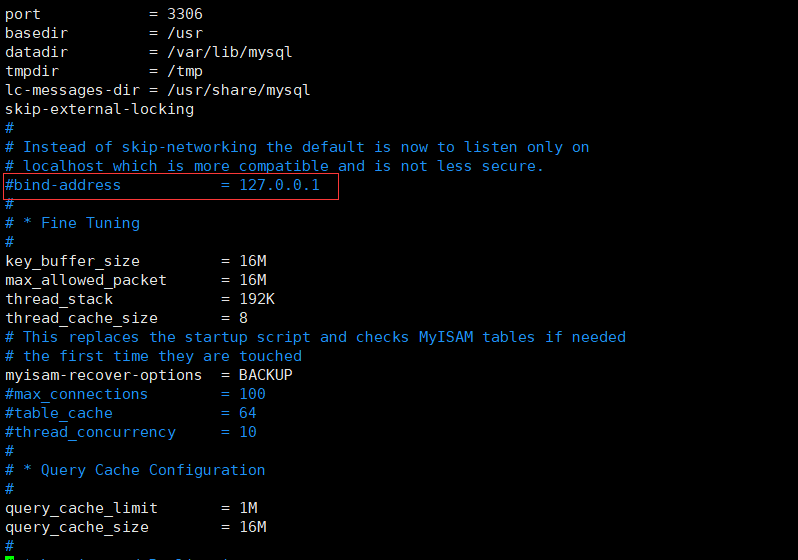 port            = 3306
basedir         = /usr
datadir         = /var/lib/mysql
tmpdir          = /tmp
lc-messages-dir = /usr/share/mysql
skip-external-locking
#
# Instead of skip-networking the default is now to listen only on
# localhost which is more compatible and is not less secure.
#bind-address           = 127.0.0.1
#
# * Fine Tuning
#
key_buffer_size         = 16M
max_allowed_packet      = 16M
thread_stack            = 192K
thread_cache_size       = 8
# This replaces the startup script and checks MyISAM tables if needed
# the first time they are touched
myisam-recover-options  = BACKUP
#max_connections        = 100
#table_cache            = 64
#thread_concurrency     = 10
#
# * Query Cache Configuration
#
query_cache_limit       = 1M
query_cache_size        = 16M
#